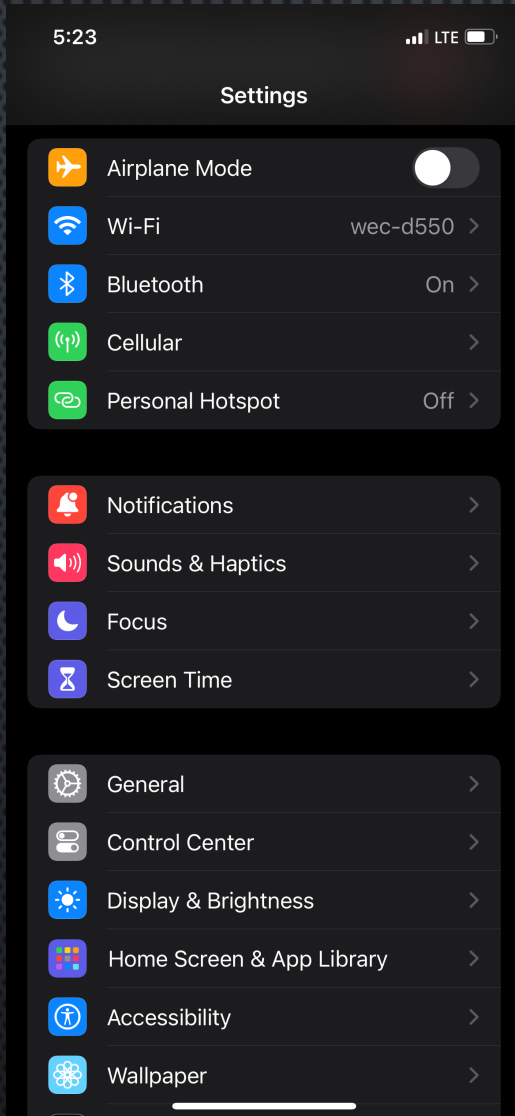 5:23 LTE
Settings
Airplane Mode
Wi-Fi wec-d550
Bluetooth On
Cellular
Personal Hotspot Off
Notifications
Sounds & Haptics
Focus
Screen Time
General
Control Center
Display & Brightness
Home Screen & App Library
Accessibility
Wallpaper